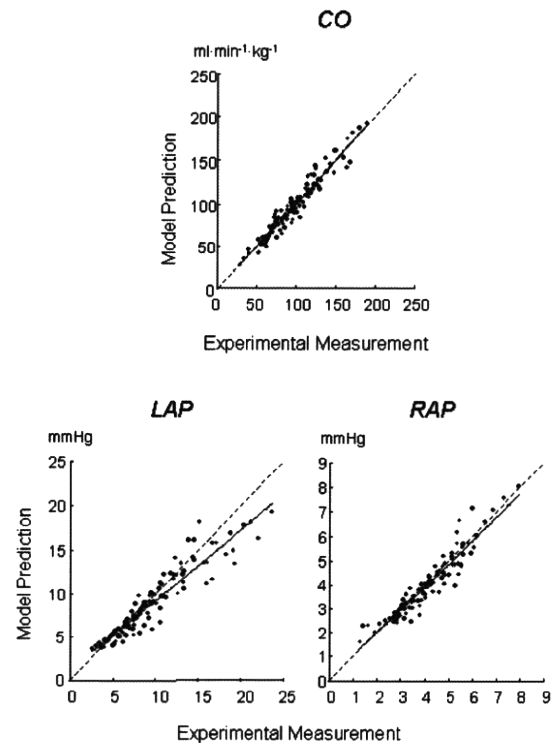 CO
ml·min⁻¹·kg⁻¹
250
200
150
100
50
0
0 50 100 150 200 250
Model Prediction
Experimental Measurement
LAP
mmHg
25
20
15
10
5
0
0 5 10 15 20 25
Model Prediction
RAP
mmHg
9
8
7
6
5
4
3
2
1
0
0 1 2 3 4 5 6 7 8 9
Experimental Measurement